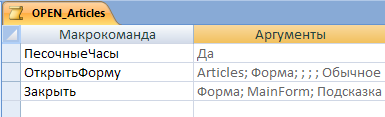 OPEN_Articles
Макрокоманда Аргументы
ПесочныеЧасы Да
ОткрытьФорму Articles; Форма; ; ; ; Обычное
Закрыть Форма; MainForm; Подсказка